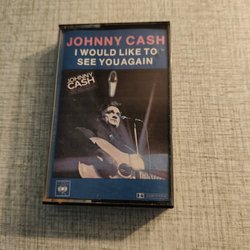 JOHNNY CASH
I WOULD LIKE TO
SEE YOU AGAIN
JOHNNY
CASH